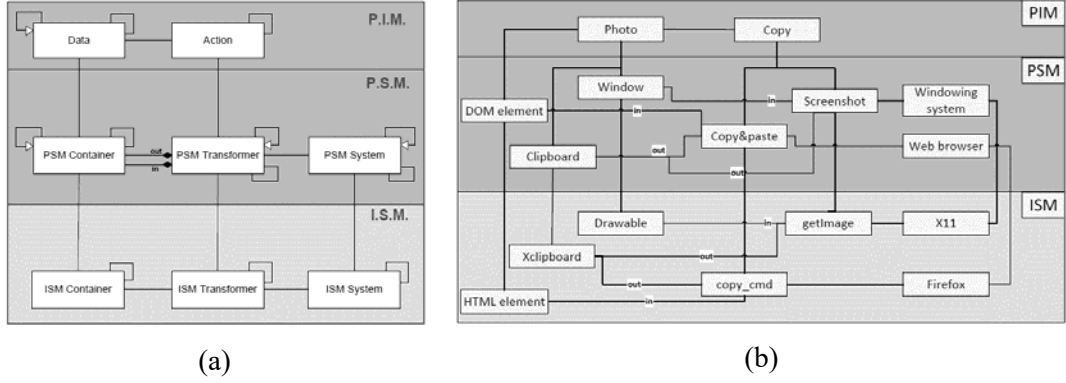 P.I.M.
Data
Action
P.S.M.
PSM Container
out
in
PSM Transformer
PSM System
I.S.M.
ISM Container
ISM Transformer
ISM System
(a)
PIM
Photo
Copy
PSM
Window
in
Screenshot
Windowing
system
DOM element
in
Copy&paste
Web browser
Clipboard
out
out
ISM
Drawable
in
getImage
X11
Xclipboard
out
out
copy_cmd
Firefox
HTML element
in
(b)